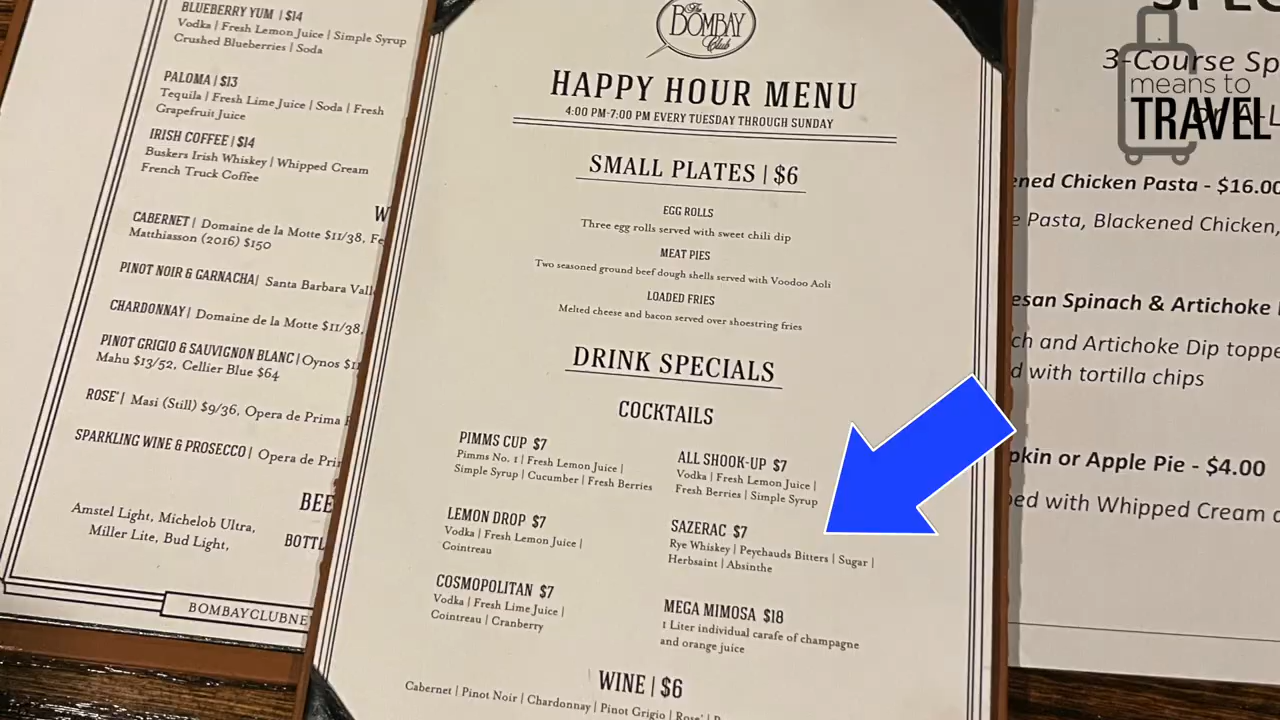 BLUEBERRY YUM | $14
Vodka | Fresh Lemon Juice | Simple Syrup
Crushed Blueberries | Soda
PALOMA | $13
Tequila | Fresh Lime Juice | Soda | Fresh
Grapefruit Juice
IRISH COFFEE | $14
Buskers Irish Whiskey | Whipped Cream
French Truck Coffee
W
CABERNET | Domaine de la Motte $11/38, Fe
Matthiasson (2016) $150
PINOT NOIR & GARNACHA| Santa Barbara Vall
CHARDONNAY | Domaine de la Motte $11/38,
PINOT GRIGIO & SAUVIGNON BLANC | Oynos $11
Mahu $13/52, Cellier Blue $64
ROSE' | Masi (Still) $9/36, Opera de Prima
SPARKLING WINE & PROSECCO | Opera de Pri
BEE
Amstel Light, Michelob Ultra,
Miller Lite, Bud Light,
BOTTL
BOMBAYCLUBNE
The
BOMBAY
Club
HAPPY HOUR MENU
4:00 PM-7:00 PM EVERY TUESDAY THROUGH SUNDAY
SMALL PLATES | $6
EGG ROLLS
Three egg rolls served with sweet chili dip
MEAT PIES
Two seasoned ground beef dough shells served with Voodoo Aoli
LOADED FRIES
Melted cheese and bacon served over shoestring fries
DRINK SPECIALS
COCKTAILS
PIMMS CUP $7
Pimms No. 1 | Fresh Lemon Juice |
Simple Syrup | Cucumber | Fresh Berries
LEMON DROP $7
Vodka | Fresh Lemon Juice |
Cointreau
COSMOPOLITAN $7
Vodka | Fresh Lime Juice |
Cointreau | Cranberry
ALL SHOOK-UP $7
Vodka | Fresh Lemon Juice |
Fresh Berries | Simple Syrup
SAZERAC $7
Rye Whiskey | Peychauds Bitters | Sugar |
Herbsaint | Absinthe
MEGA MIMOSA $18
1 Liter individual carafe of champagne
and orange juice
WINE | $6
Cabernet | Pinot Noir | Chardonnay | Pinot Grigio | Rose' |
SPEC
3-Course Sp
means to
TRAVEL
ened Chicken Pasta - $16.00
e Pasta, Blackened Chicken,
esan Spinach & Artichoke
ch and Artichoke Dip toppe
d with tortilla chips
pkin or Apple Pie - $4.00
ped with Whipped Cream